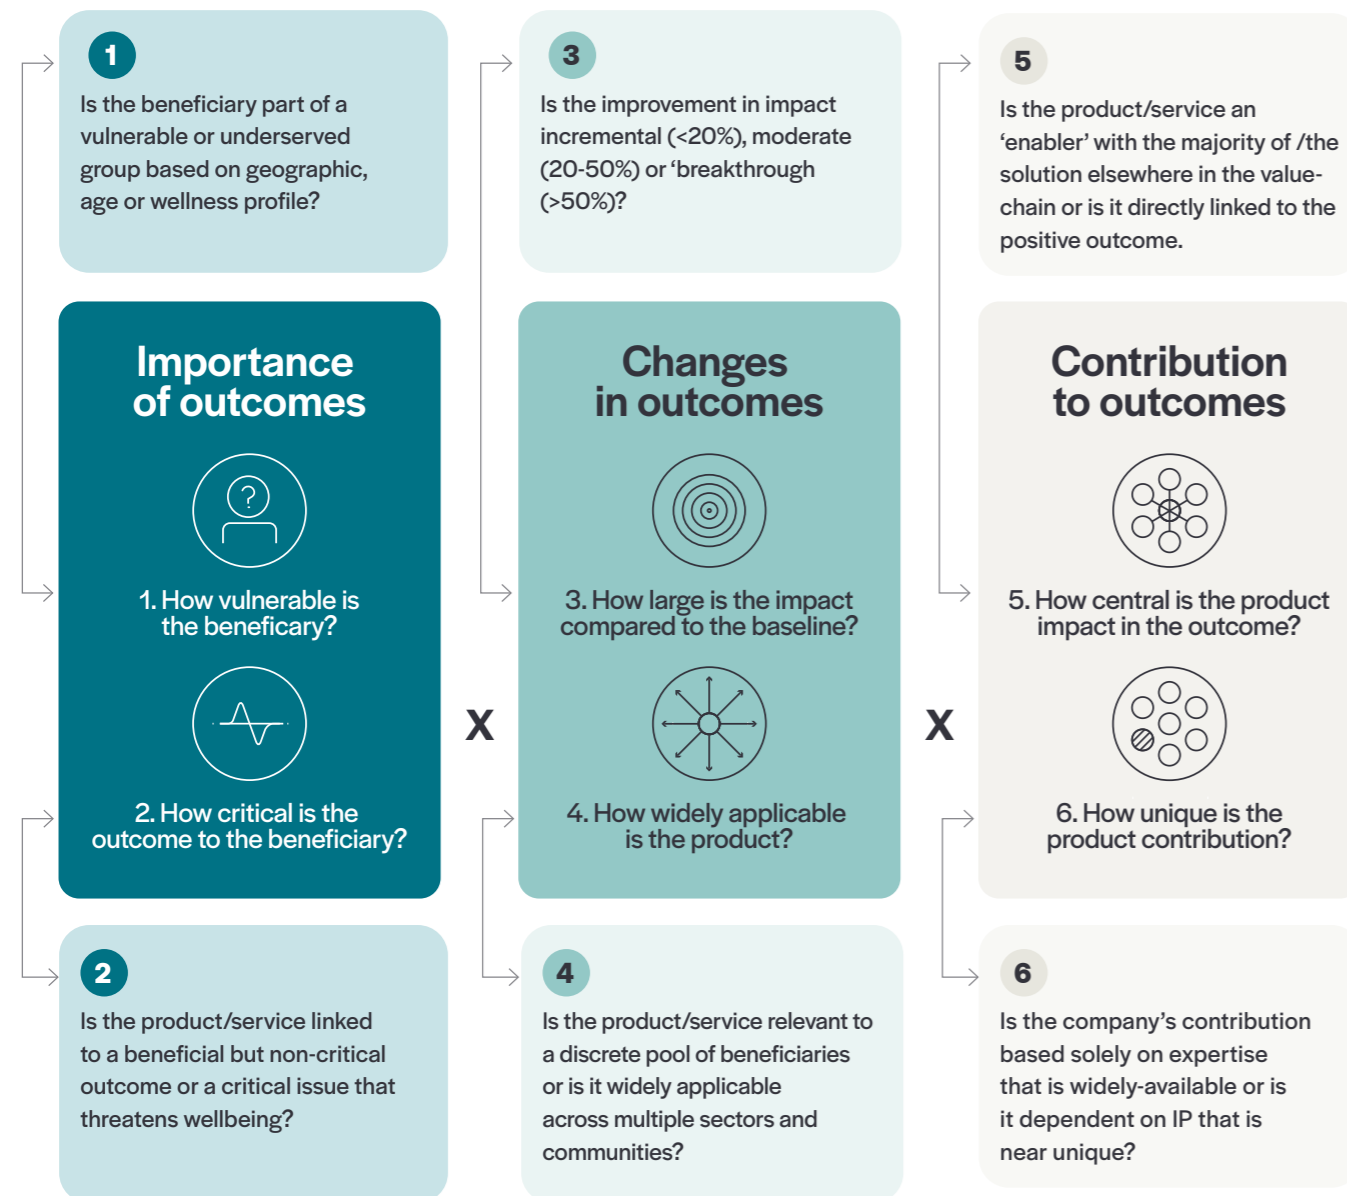 1
Is the beneficiary part of a
vulnerable or underserved
group based on geographic,
age or wellness profile?
3
Is the improvement in impact
incremental (<20%), moderate
(20-50%) or ‘breakthrough
(>50%)?
5
Is the product/service an
‘enabler’ with the majority of /the
solution elsewhere in the value-
chain or is it directly linked to the
positive outcome.
Importance
of outcomes
?
1. How vulnerable is
the beneficary?
2. How critical is the
outcome to the beneficiary?
X
Changes
in outcomes
3. How large is the impact
compared to the baseline?
4. How widely applicable
is the product?
X
Contribution
to outcomes
5. How central is the product
impact in the outcome?
6. How unique is the
product contribution?
2
Is the product/service linked
to a beneficial but non-critical
outcome or a critical issue that
threatens wellbeing?
4
Is the product/service relevant to
a discrete pool of beneficiaries
or is it widely applicable
across multiple sectors and
communities?
6
Is the company’s contribution
based solely on expertise
that is widely-available or is
it dependent on IP that is
near unique?